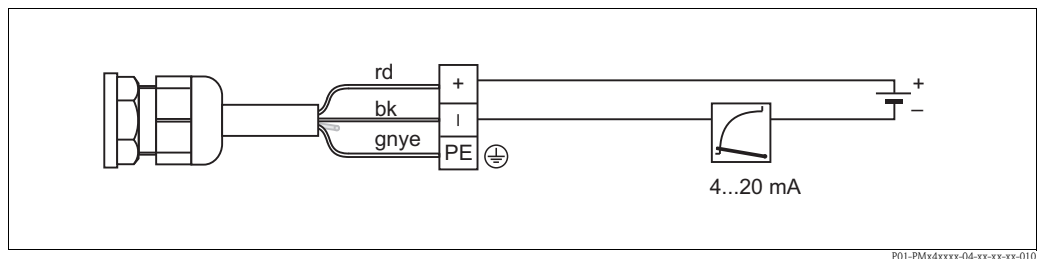 rd
+
bk
–
gnye
PE
+
–
4...20 mA
P01-PMx4xxxx-04-xx-xx-xx-010